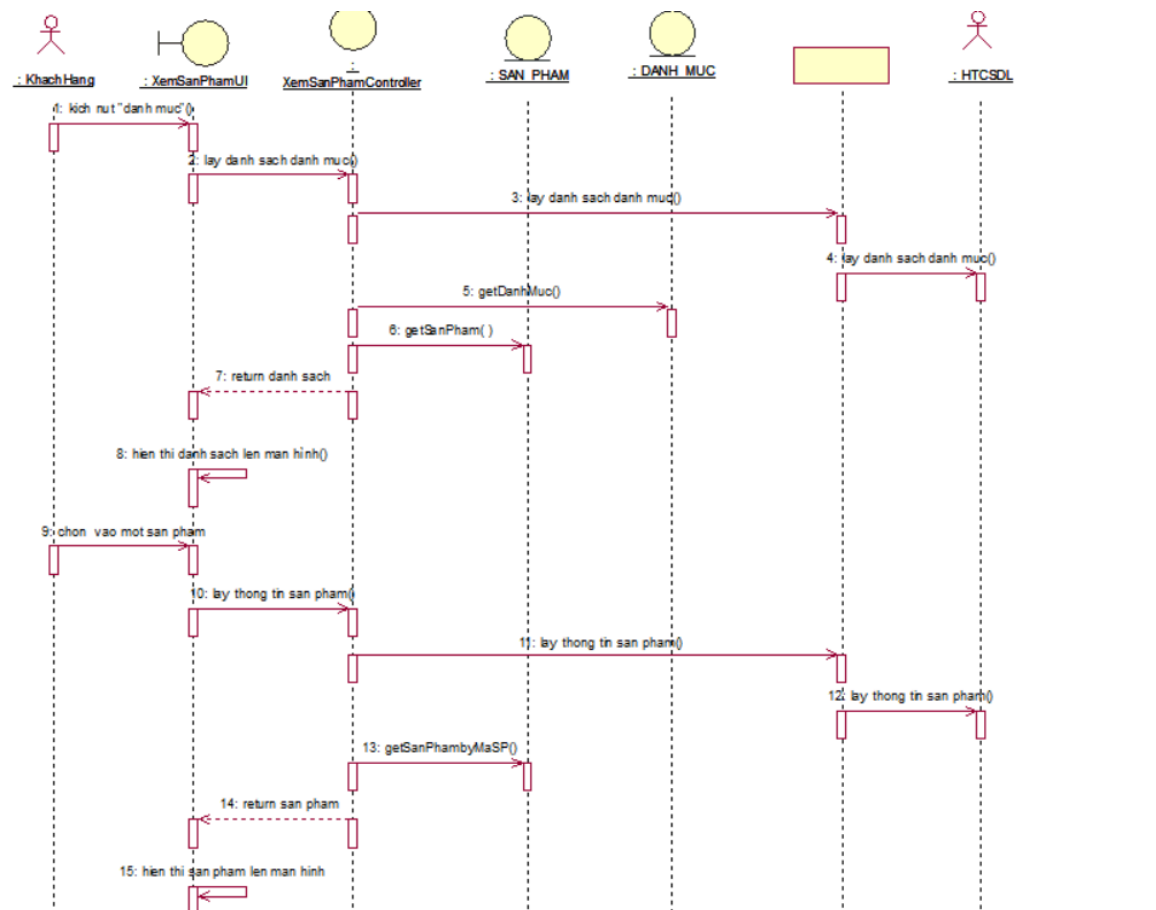 : KhachHang
: XemSanPhamUI
:
XemSanPhamController
: SAN_PHAM
: DANH_MUC
: HTCSDL
1: kich nut "danh muc"()
2: lay danh sach danh muc()
3: lay danh sach danh muc()
4: lay danh sach danh muc()
5: getDanhMuc()
6: getSanPham( )
7: return danh sach
8: hien thi danh sach len man hình()
9: chon vao mot san pham
10: lay thong tin san pham()
11: lay thong tin san pham()
12: lay thong tin san pham()
13: getSanPhambyMaSP()
14: return san pham
15: hien thi san pham len man hinh